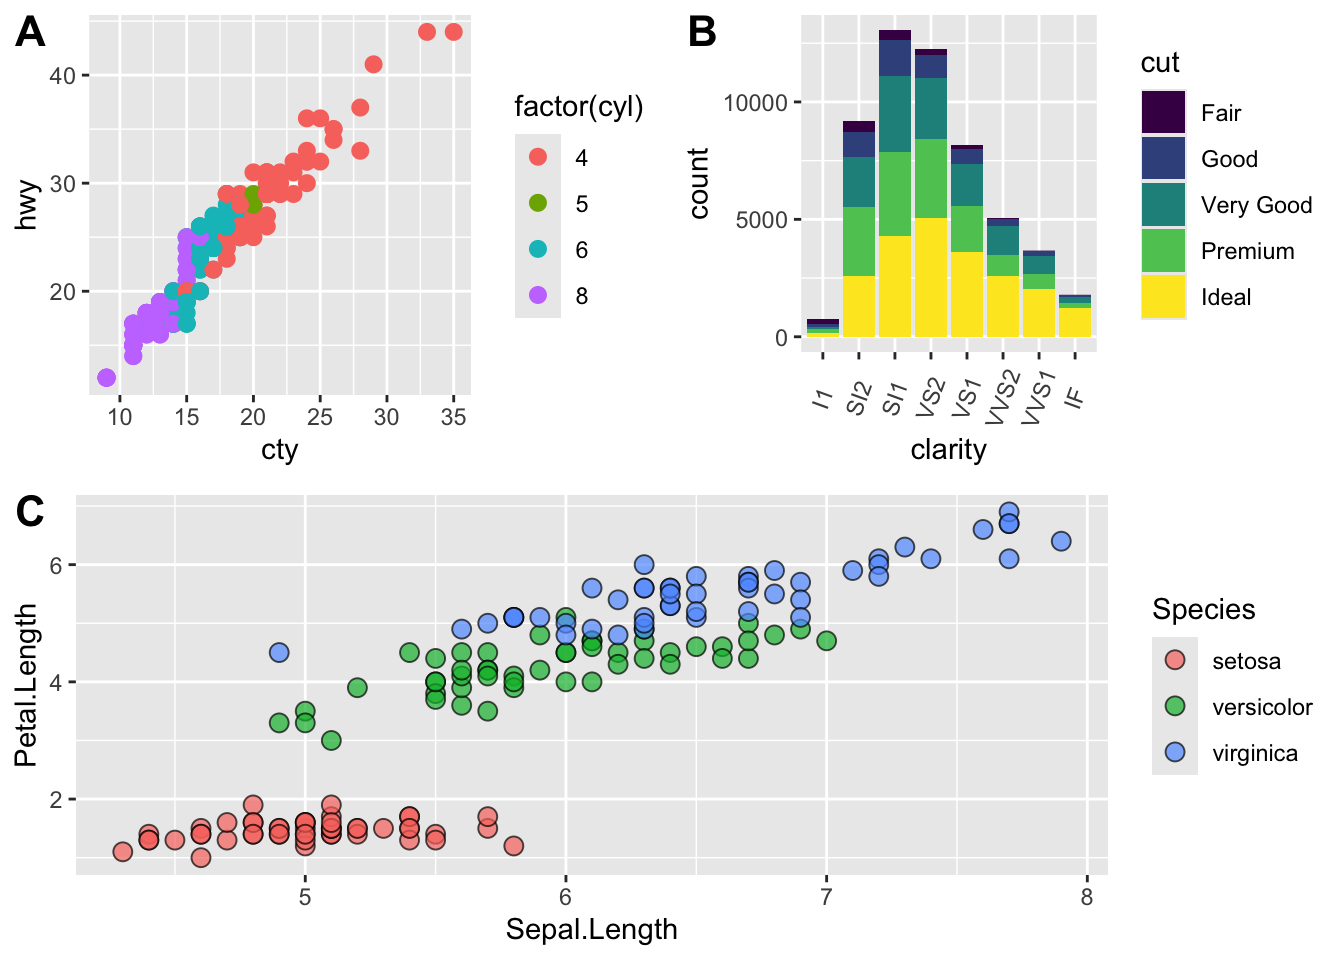 A
hwy
40
30
20
10 15 20 25 30 35
cty
factor(cyl)
4
5
6
8
B
count
10000
5000
0
I1 SI2 SI1 VS2 VS1 VVS2 VVS1 IF
clarity
cut
Fair
Good
Very Good
Premium
Ideal
C
Petal.Length
6
4
2
5 6 7 8
Sepal.Length
Species
setosa
versicolor
virginica